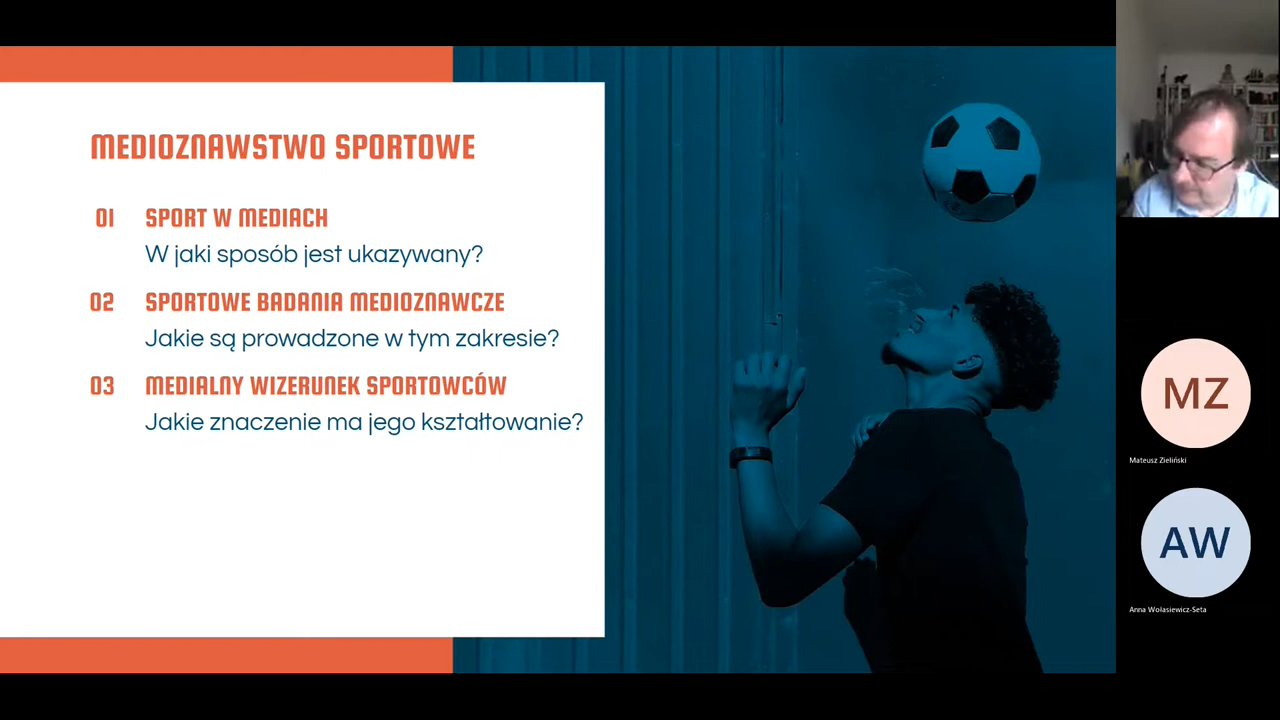 MEDIOZNAWSTWO SPORTOWE
01 SPORT W MEDIACH
W jaki sposób jest ukazywany?
02 SPORTOWE BADANIA MEDIOZNAWCZE
Jakie są prowadzone w tym zakresie?
03 MEDIALNY WIZERUNEK SPORTOWCÓW
Jakie znaczenie ma jego kształtowanie?
MZ
Mateusz Zieliński
AW
Anna Wołasiewicz-Seta